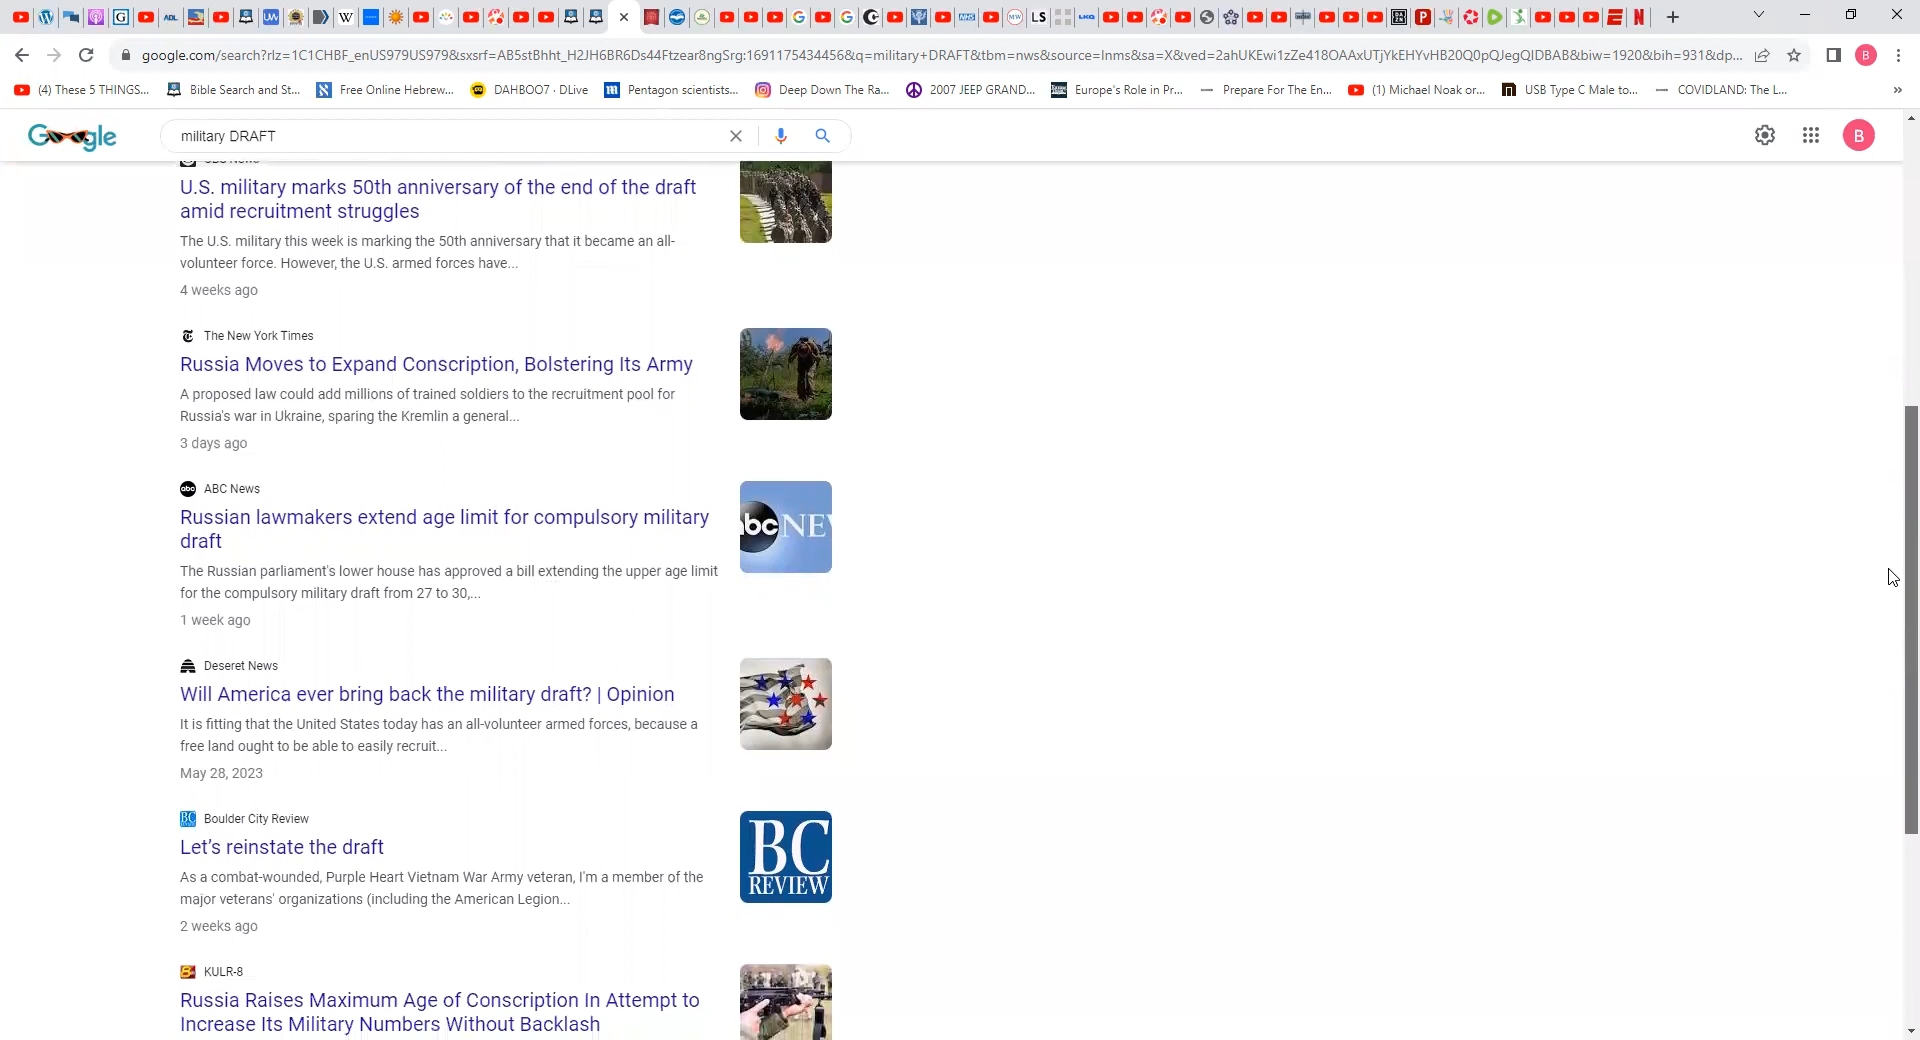 google.com/search?rlz=1C1CHBF_enUS979US979&sxsrf=AB5stBhht_H2JH6BR6Ds44Ftzear8ngSrg:1691175434456&q=military+DRAFT&tbm=nws&source=lnms&sa=X&ved=2ahUKEwi1zZe418OAAxUTjYkEHYvHB20Q0pQJegQIDBAB&biw=1920&bih=931&dp...
(4) These 5 THINGS... Bible Search and St... Free Online Hebrew... DAHBOO7 · DLive Pentagon scientists... Deep Down The Ra... 2007 JEEP GRAND... Europe's Role in Pr... Prepare For The En... (1) Michael Noak or... USB Type C Male to... COVIDLAND: The L... »
Google military DRAFT B
U.S. military marks 50th anniversary of the end of the draft
amid recruitment struggles
The U.S. military this week is marking the 50th anniversary that it became an all-
volunteer force. However, the U.S. armed forces have...
4 weeks ago
The New York Times
Russia Moves to Expand Conscription, Bolstering Its Army
A proposed law could add millions of trained soldiers to the recruitment pool for
Russia's war in Ukraine, sparing the Kremlin a general...
3 days ago
abc ABC News
Russian lawmakers extend age limit for compulsory military
draft
abc NEW
The Russian parliament's lower house has approved a bill extending the upper age limit
for the compulsory military draft from 27 to 30,...
1 week ago
Deseret News
Will America ever bring back the military draft? | Opinion
It is fitting that the United States today has an all-volunteer armed forces, because a
free land ought to be able to easily recruit...
May 28, 2023
BC Boulder City Review
Let's reinstate the draft
BC
REVIEW
As a combat-wounded, Purple Heart Vietnam War Army veteran, I'm a member of the
major veterans' organizations (including the American Legion...
2 weeks ago
8 KULR-8
Russia Raises Maximum Age of Conscription In Attempt to
Increase Its Military Numbers Without Backlash